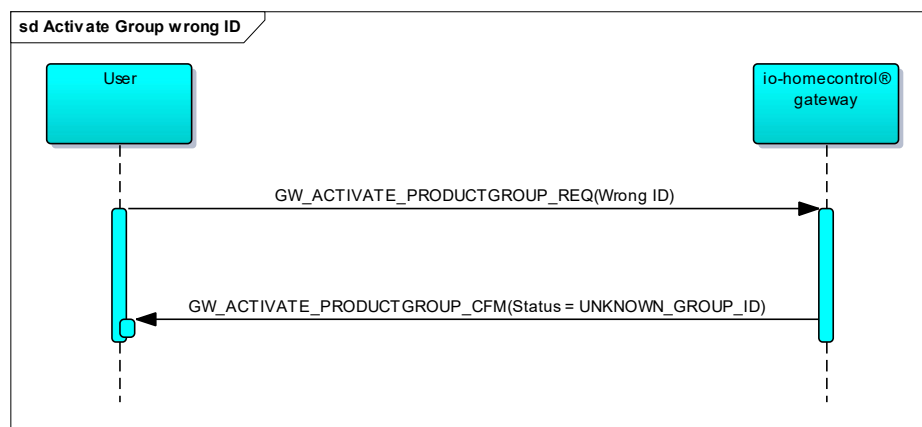 sd Activate Group wrong ID
User
io-homecontrol®
gateway
GW_ACTIVATE_PRODUCTGROUP_REQ(Wrong ID)
GW_ACTIVATE_PRODUCTGROUP_CFM(Status = UNKNOWN_GROUP_ID)